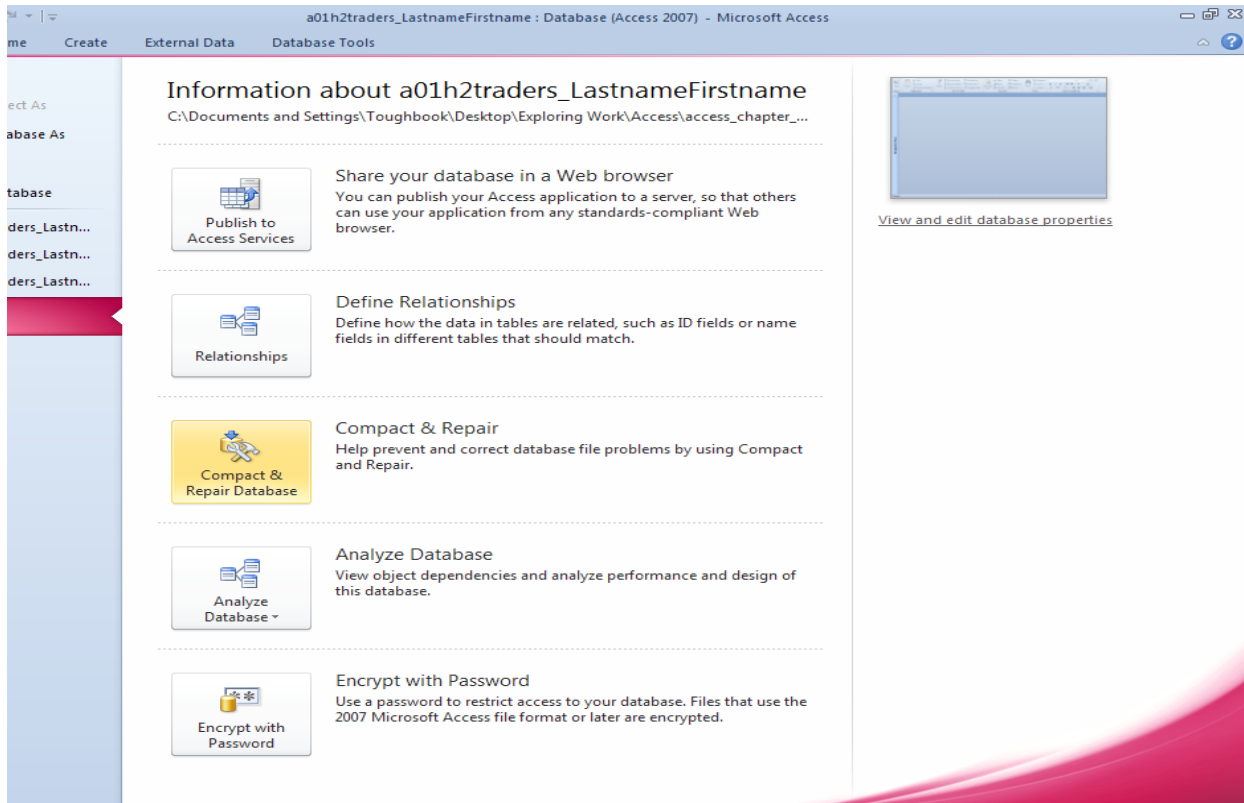 a01h2traders_LastnameFirstname : Database (Access 2007) - Microsoft Access
me Create External Data Database Tools
ect As
abase As
tabase
ders_Lastn...
ders_Lastn...
ders_Lastn...
Information about a01h2traders_LastnameFirstname
C:\Documents and Settings\Toughbook\Desktop\Exploring Work\Access\access_chapter_...
Publish to
Access Services
Share your database in a Web browser
You can publish your Access application to a server, so that others
can use your application from any standards-compliant Web
browser.
Relationships
Define Relationships
Define how the data in tables are related, such as ID fields or name
fields in different tables that should match.
Compact &
Repair Database
Compact & Repair
Help prevent and correct database file problems by using Compact
and Repair.
Analyze
Database
Analyze Database
View object dependencies and analyze performance and design of
this database.
Encrypt with
Password
Encrypt with Password
Use a password to restrict access to your database. Files that use the
2007 Microsoft Access file format or later are encrypted.
View and edit database properties